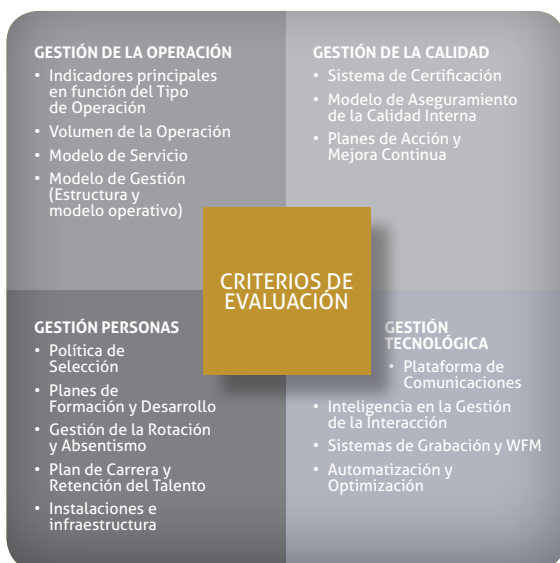 GESTIÓN DE LA OPERACIÓN
• Indicadores principales
en función del Tipo
de Operación
• Volumen de la Operación
• Modelo de Servicio
• Modelo de Gestión
(Estructura y
modelo operativo)
GESTIÓN DE LA CALIDAD
• Sistema de Certificación
• Modelo de Aseguramiento
de la Calidad Interna
• Planes de Acción y
Mejora Continua
CRITERIOS DE
EVALUACIÓN
GESTIÓN PERSONAS
• Política de
Selección
• Planes de
Formación y Desarrollo
• Gestión de la Rotación
y Absentismo
• Plan de Carrera y
Retención del Talento
• Instalaciones e
infraestructura
GESTIÓN
TECNOLÓGICA
• Plataforma de
Comunicaciones
• Inteligencia en la Gestión
de la Interacción
• Sistemas de Grabación y WFM
• Automatización y
Optimización